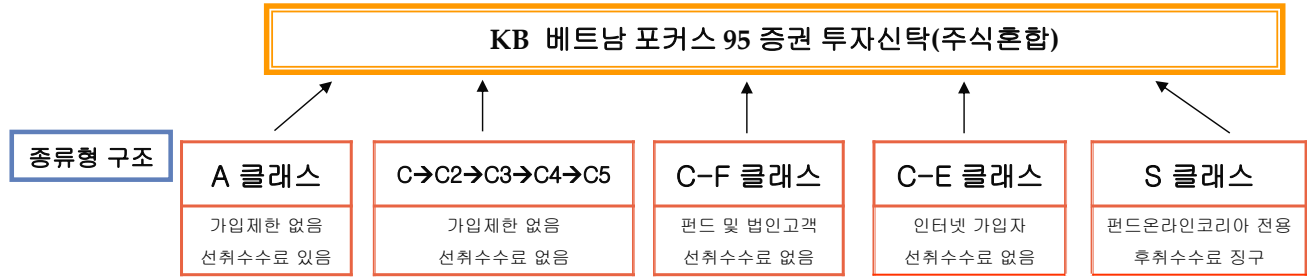 KB 베트남 포커스 95 증권 투자신탁(주식혼합)
종류형 구조
A 클래스
가입제한 없음
선취수수료 있음
C→C2→C3→C4→C5
가입제한 없음
선취수수료 없음
C-F 클래스
펀드 및 법인고객
선취수수료 없음
C-E 클래스
인터넷 가입자
선취수수료 없음
S 클래스
펀드온라인코리아 전용
후취수수료 징구